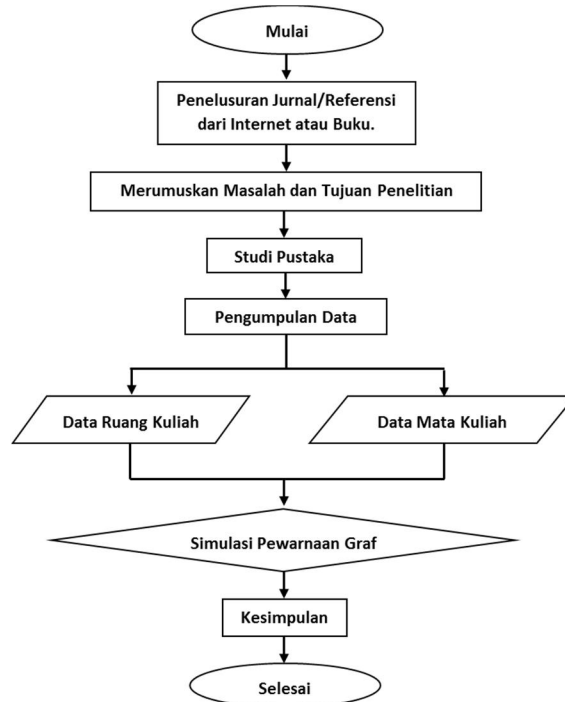 Mulai
Penelusuran Jurnal/Referensi
dari Internet atau Buku.
Merumuskan Masalah dan Tujuan Penelitian
Studi Pustaka
Pengumpulan Data
Data Ruang Kuliah
Data Mata Kuliah
Simulasi Pewarnaan Graf
Kesimpulan
Selesai